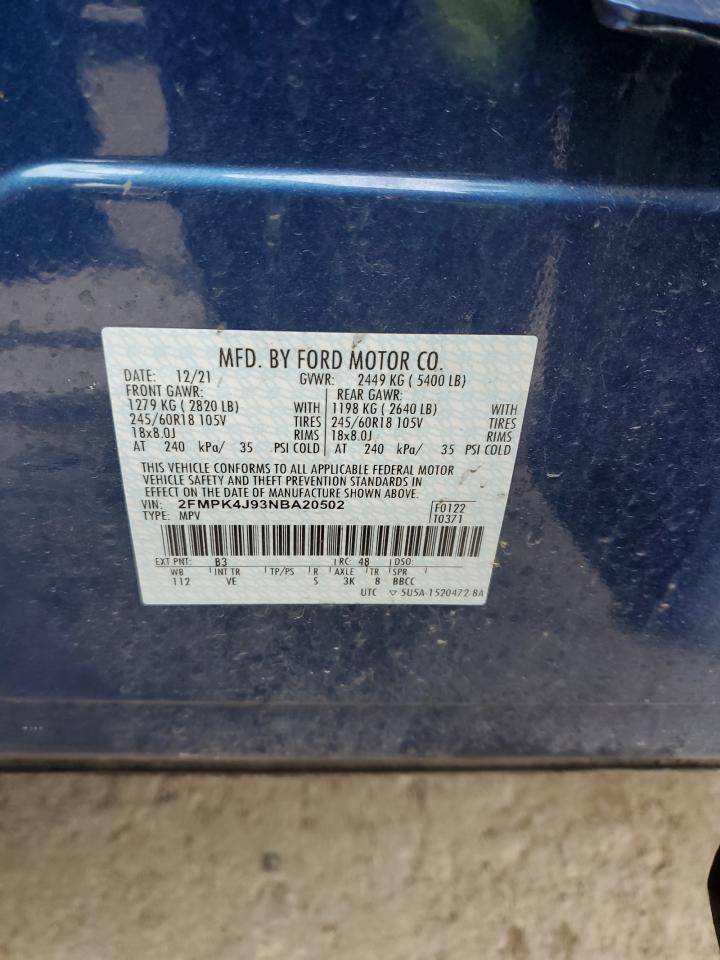 MFD. BY FORD MOTOR CO.
DATE: 12/21 GVWR: 2449 KG ( 5400 LB)
FRONT GAWR: REAR GAWR:
1279 KG ( 2820 LB) WITH 1198 KG ( 2640 LB) WITH
245/60R18 105V TIRES 245/60R18 105V TIRES
18x8.0J RIMS 18x8.0J RIMS
AT 240 kPa/ 35 PSI COLD AT 240 kPa/ 35 PSI COLD
THIS VEHICLE CONFORMS TO ALL APPLICABLE FEDERAL MOTOR
VEHICLE SAFETY AND THEFT PREVENTION STANDARDS IN
EFFECT ON THE DATE OF MANUFACTURE SHOWN ABOVE.
VIN: 2FMPK4J93NBA20502 F0122
TYPE: MPV T0371
EXT PNT: B3 RC: 48 DSO:
WB INT TR TP/PS R AXLE TR SPR
112 VE S 3K 8 BBCC
UTC ▽ 5U5A-1520472-BA